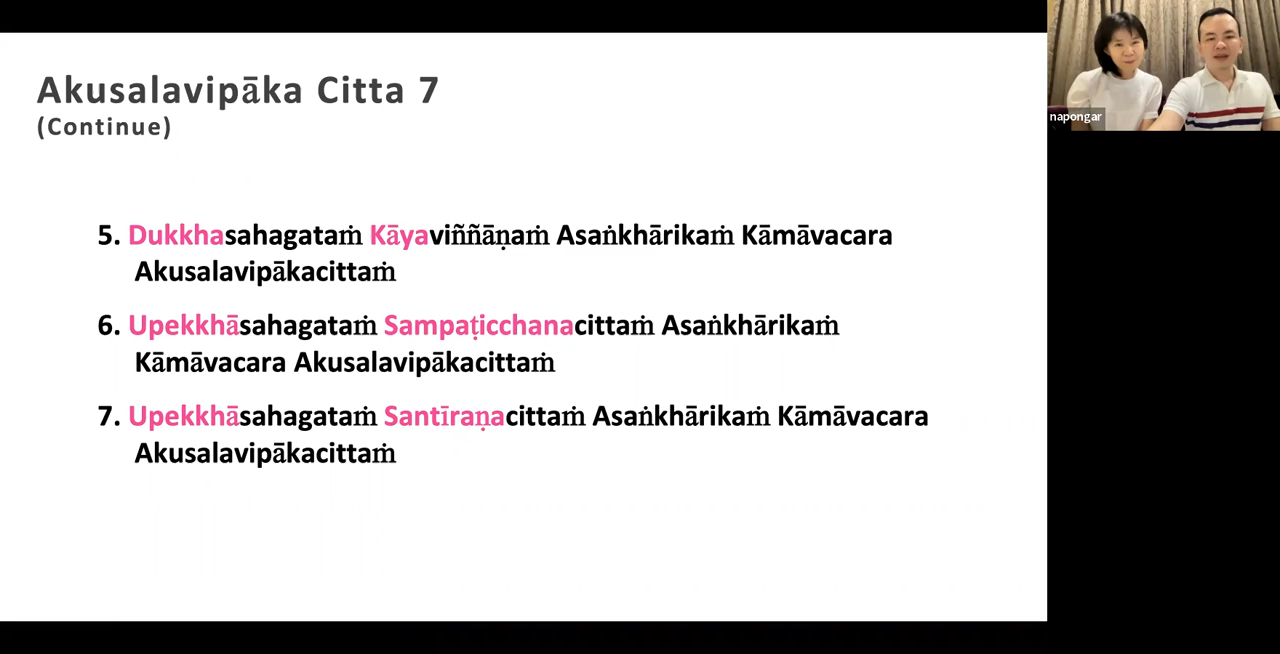 Akusalavipāka Citta 7
(Continue)
5. Dukkhasahagataṁ Kāyaviññāṇaṁ Asaṅkhārikaṁ Kāmāvacara
Akusalavipākacittaṁ
6. Upekkhāsahagataṁ Sampaṭicchanacittaṁ Asaṅkhārikaṁ
Kāmāvacara Akusalavipākacittaṁ
7. Upekkhāsahagataṁ Santīraṇacittaṁ Asaṅkhārikaṁ Kāmāvacara
Akusalavipākacittaṁ
napongar